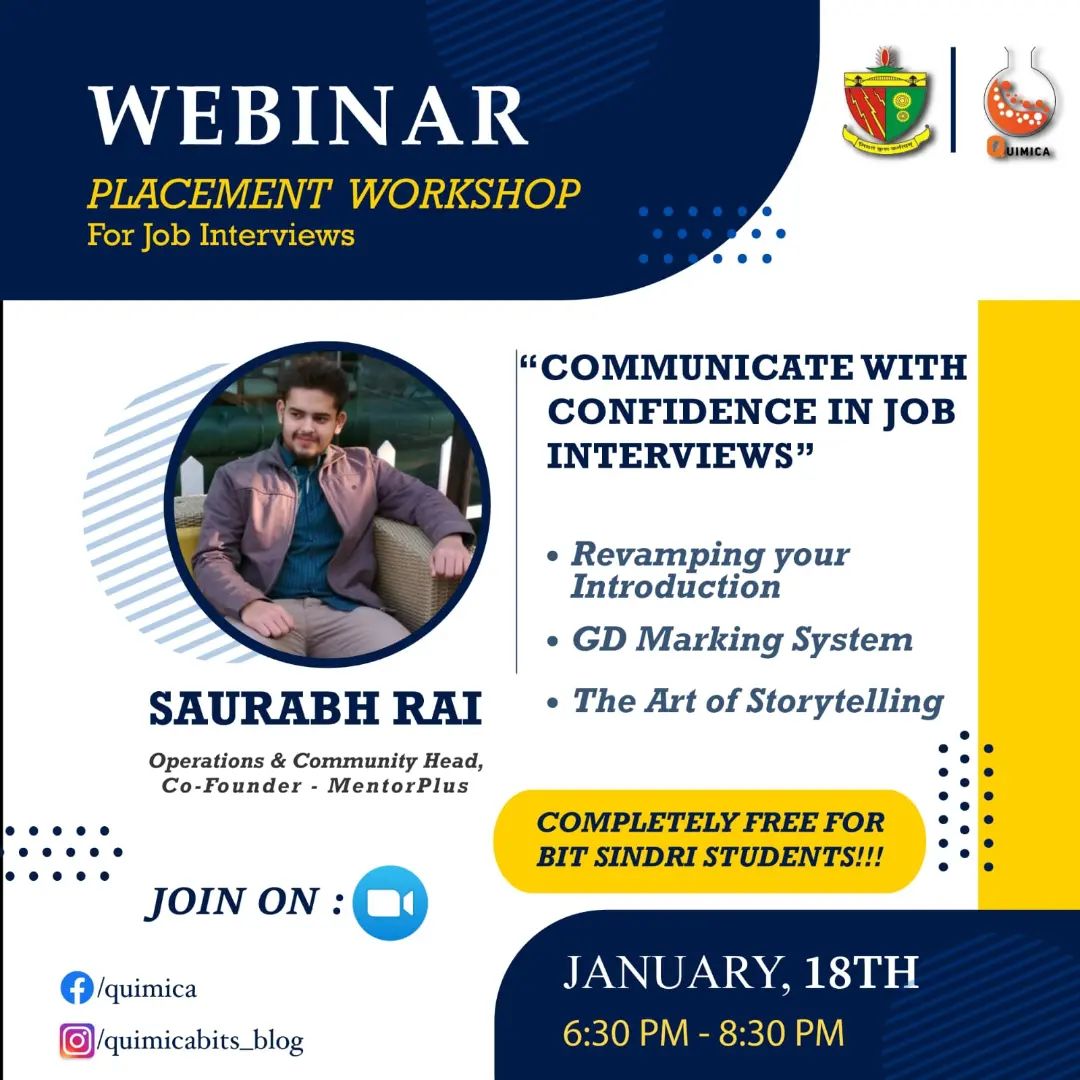 WEBINAR
PLACEMENT WORKSHOP
For Job Interviews
QUIMICA
“COMMUNICATE WITH
CONFIDENCE IN JOB
INTERVIEWS”
• Revamping your
Introduction
• GD Marking System
• The Art of Storytelling
SAURABH RAI
Operations & Community Head,
Co-Founder - MentorPlus
COMPLETELY FREE FOR
BIT SINDRI STUDENTS!!!
JOIN ON :
/quimica
/quimicabits_blog
JANUARY, 18TH
6:30 PM - 8:30 PM